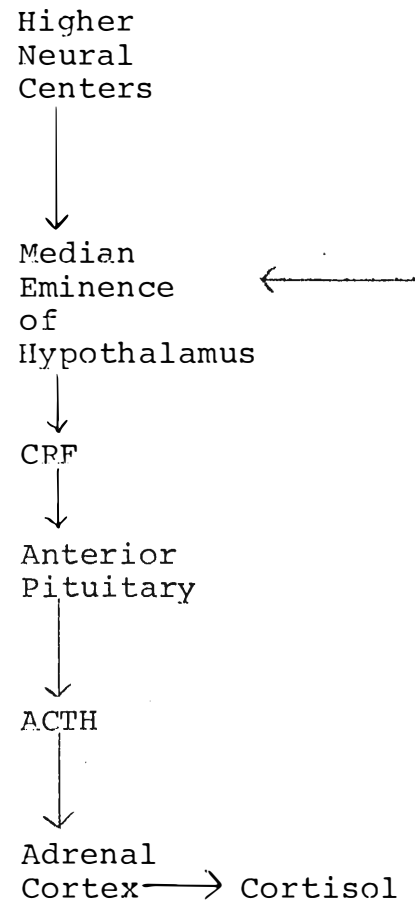 Higher
Neural
Centers
Median
Eminence
of
Hypothalamus
CRF
Anterior
Pituitary
ACTH
Adrenal
Cortex Cortisol